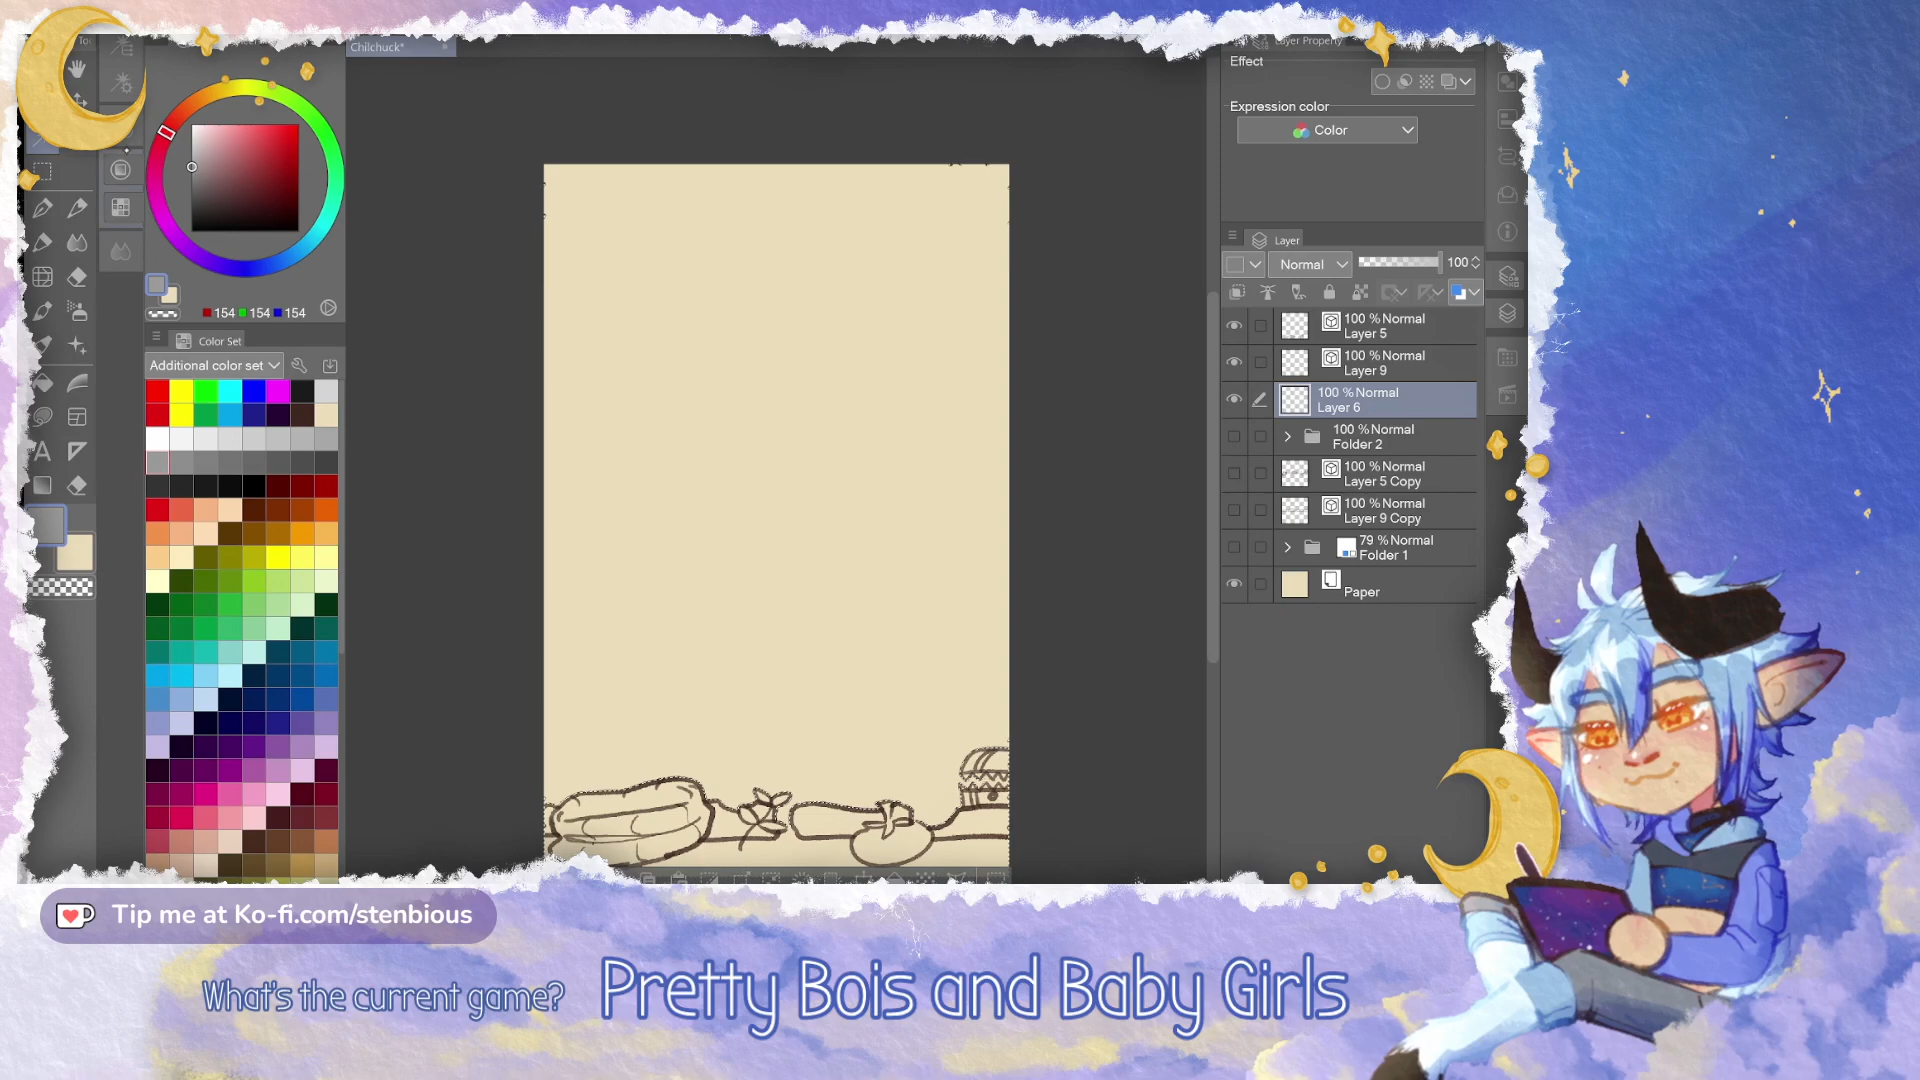 Chilchuck*
Layer Property
Effect
Expression color
Color
Layer
Normal
100
100 %Normal
Layer 5
100 %Normal
Layer 9
100 %Normal
Layer 6
100 %Normal
Folder 2
100 %Normal
Layer 5 Copy
100 %Normal
Layer 9 Copy
79 %Normal
Folder 1
Paper
154 154 154
Color Set
Additional color set
Tip me at Ko-fi.com/stenbious
What's the current game?
Pretty Bois and Baby Girls